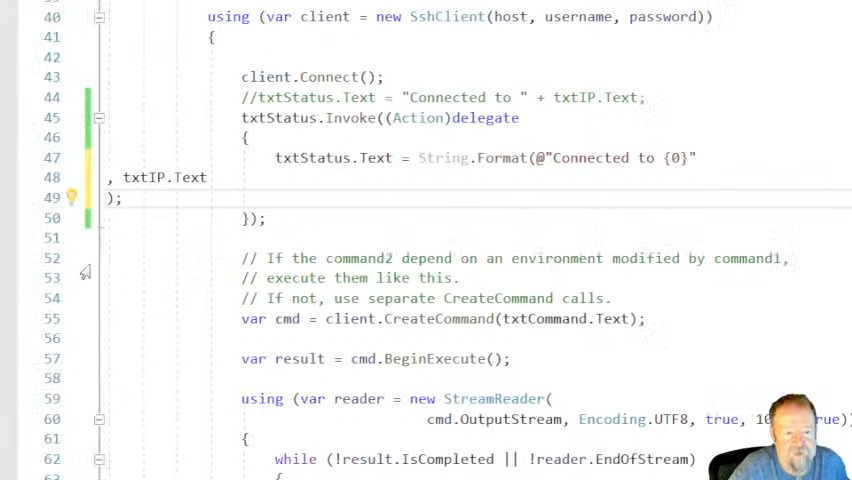 40 using (var client = new SshClient(host, username, password))
41 {
42
43 client.Connect();
44 //txtStatus.Text = "Connected to " + txtIP.Text;
45 txtStatus.Invoke((Action)delegate
46 {
47 txtStatus.Text = String.Format(@"Connected to {0}"
48 , txtIP.Text
49 );
50 });
51
52 // If the command2 depend on an environment modified by command1,
53 // execute them like this.
54 // If not, use separate CreateCommand calls.
55 var cmd = client.CreateCommand(txtCommand.Text);
56
57 var result = cmd.BeginExecute();
58
59 using (var reader = new StreamReader(
60 cmd.OutputStream, Encoding.UTF8, true, rue))
61 {
62 while (!result.IsCompleted || !reader.EndOfStream)
{